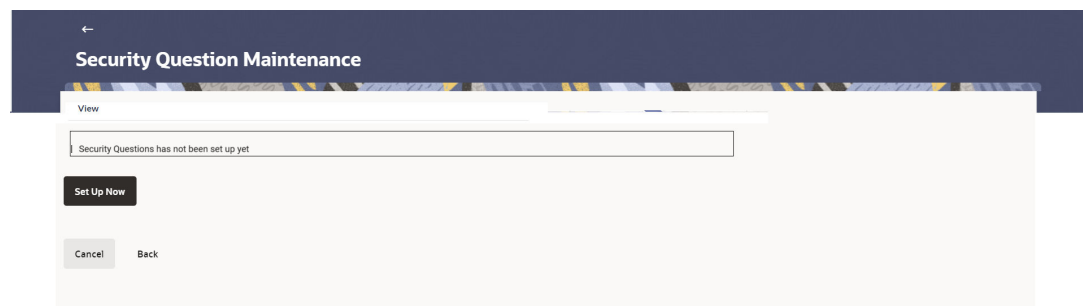 Security Question Maintenance
View
Security Questions has not been set up yet
Set Up Now
Cancel Back